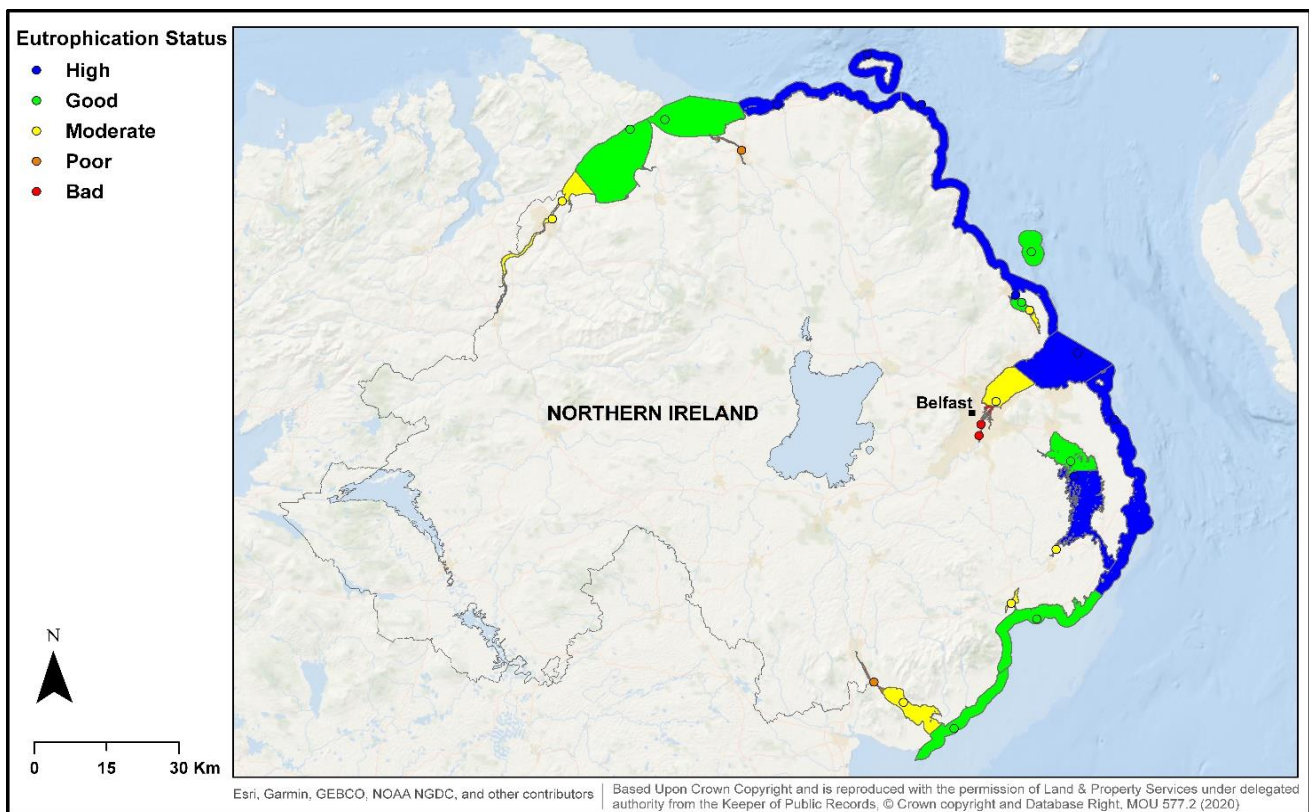 Eutrophication Status
High
Good
Moderate
Poor
Bad
NORTHERN IRELAND
Belfast
N
0 15 30 Km
Esri, Garmin, GEBCO, NOAA NGDC, and other contributors
Based Upon Crown Copyright and is reproduced with the permission of Land & Property Services under delegated
authority from the Keeper of Public Records, © Crown copyright and Database Right, MOU 577.2 (2020)